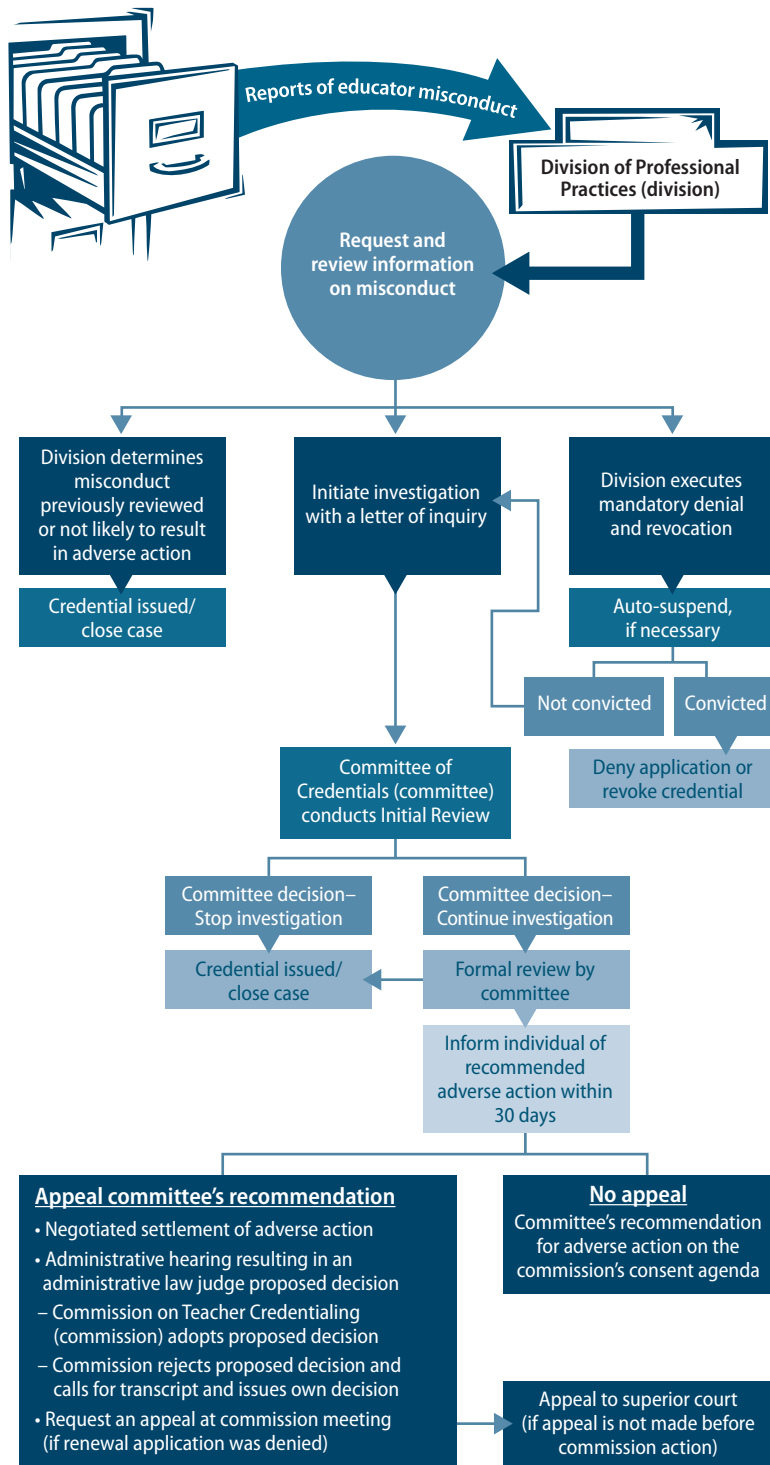 Reports of educator misconduct
Division of Professional
Practices (division)
Request and
review information
on misconduct
Division determines
misconduct
previously reviewed
or not likely to result
in adverse action
Credential issued/
close case
Initiate investigation
with a letter of inquiry
Division executes
mandatory denial
and revocation
Auto-suspend,
if necessary
Not convicted
Convicted
Deny application or
revoke credential
Committee of
Credentials (committee)
conducts Initial Review
Committee decision–
Stop investigation
Credential issued/
close case
Committee decision–
Continue investigation
Formal review by
committee
Inform individual of
recommended
adverse action within
30 days
Appeal committee's recommendation
• Negotiated settlement of adverse action
• Administrative hearing resulting in an
administrative law judge proposed decision
– Commission on Teacher Credentialing
(commission) adopts proposed decision
– Commission rejects proposed decision and
calls for transcript and issues own decision
• Request an appeal at commission meeting
(if renewal application was denied)
No appeal
Committee's recommendation
for adverse action on the
commission's consent agenda
Appeal to superior court
(if appeal is not made before
commission action)